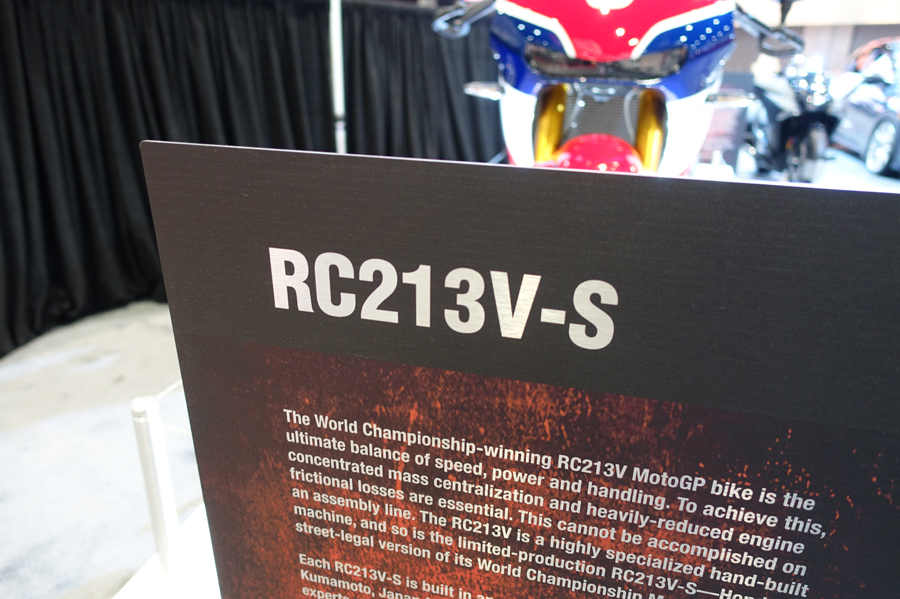 RC213V-S
The World Championship-winning RC213V MotoGP bike is the
ultimate balance of speed, power and handling. To achieve this,
concentrated mass centralization and heavily-reduced engine
frictional losses are essential. This cannot be accomplished on
an assembly line. The RC213V is a highly specialized hand-built
machine, and so is the limited-production RC213V-S—
street-legal version of its World Championship
Each RC213V-S is built in
Kumamoto, Japan